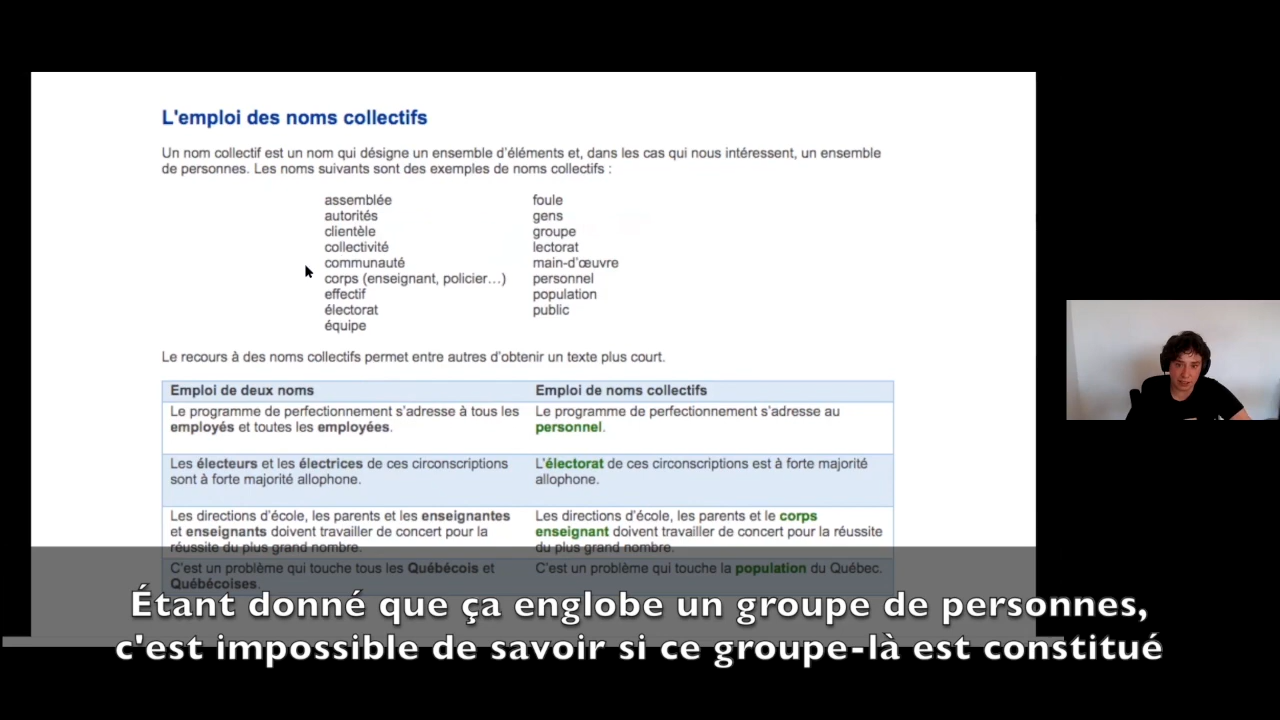 L'emploi des noms collectifs
Un nom collectif est un nom qui désigne un ensemble d'éléments et, dans les cas qui nous intéressent, un ensemble
de personnes. Les noms suivants sont des exemples de noms collectifs :
assemblée
autorités
clientèle
collectivité
communauté
corps (enseignant, policier…)
effectif
électorat
équipe
foule
gens
groupe
lectorat
main-d'œuvre
personnel
population
public
Le recours à des noms collectifs permet entre autres d'obtenir un texte plus court.
Emploi de deux noms
Emploi de noms collectifs
Le programme de perfectionnement s'adresse à tous les
employés et toutes les employées.
Le programme de perfectionnement s'adresse au
personnel.
Les électeurs et les électrices de ces circonscriptions
sont à forte majorité allophone.
L'électorat de ces circonscriptions est à forte majorité
allophone.
Les directions d'école, les parents et les enseignantes
et enseignants doivent travailler de concert pour la
réussite du plus grand nombre.
Les directions d'école, les parents et le corps
enseignant doivent travailler de concert pour la réussite
du plus grand nombre.
C'est un problème qui touche tous les Québécois et
Québécoises.
C'est un problème qui touche la population du Québec.
Étant donné que ça englobe un groupe de personnes,
c'est impossible de savoir si ce groupe-là est constitué